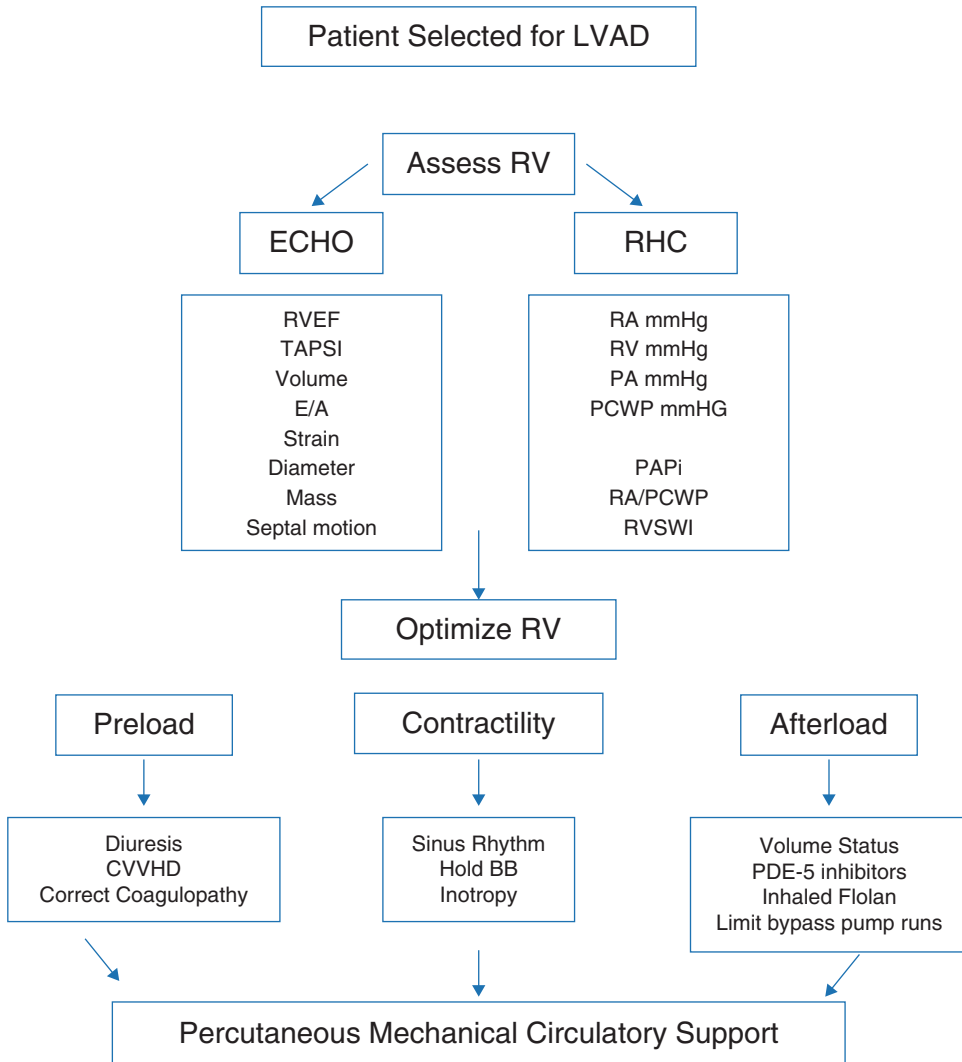 Patient Selected for LVAD
Assess RV
ECHO
RHC
RVEF
TAPSI
Volume
E/A
Strain
Diameter
Mass
Septal motion
RA mmHg
RV mmHg
PA mmHg
PCWP mmHG
PAPi
RA/PCWP
RVSWI
Optimize RV
Preload
Contractility
Afterload
Diuresis
CVVHD
Correct Coagulopathy
Sinus Rhythm
Hold BB
Inotropy
Volume Status
PDE-5 inhibitors
Inhaled Flolan
Limit bypass pump runs
Percutaneous Mechanical Circulatory Support